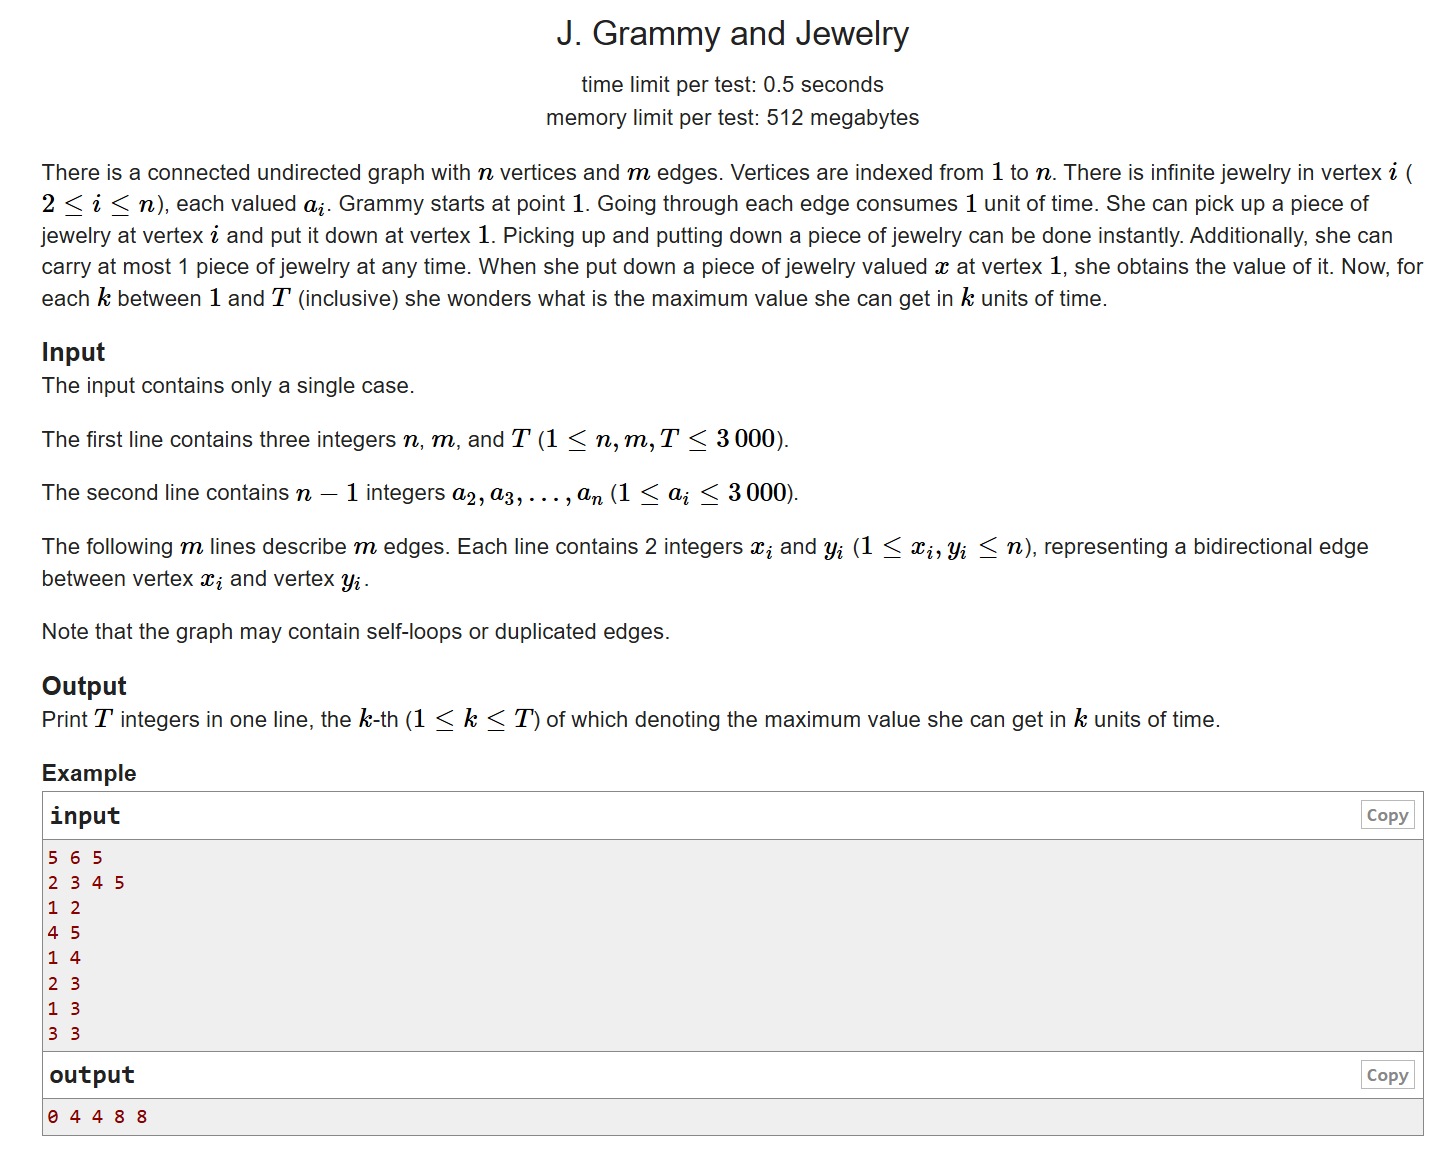 J. Grammy and Jewelry
time limit per test: 0.5 seconds
memory limit per test: 512 megabytes
There is a connected undirected graph with n vertices and m edges. Vertices are indexed from 1 to n. There is infinite jewelry in vertex i (
2 ≤ i ≤ n), each valued a_i. Grammy starts at point 1. Going through each edge consumes 1 unit of time. She can pick up a piece of
jewelry at vertex i and put it down at vertex 1. Picking up and putting down a piece of jewelry can be done instantly. Additionally, she can
carry at most 1 piece of jewelry at any time. When she put down a piece of jewelry valued x at vertex 1, she obtains the value of it. Now, for
each k between 1 and T (inclusive) she wonders what is the maximum value she can get in k units of time.
Input
The input contains only a single case.
The first line contains three integers n, m, and T (1 ≤ n, m, T ≤ 3 000).
The second line contains n − 1 integers a_2, a_3, ..., a_n (1 ≤ a_i ≤ 3 000).
The following m lines describe m edges. Each line contains 2 integers x_i and y_i (1 ≤ x_i, y_i ≤ n), representing a bidirectional edge
between vertex x_i and vertex y_i.
Note that the graph may contain self-loops or duplicated edges.
Output
Print T integers in one line, the k-th (1 ≤ k ≤ T) of which denoting the maximum value she can get in k units of time.
Example
input
Copy
5 6 5
2 3 4 5
1 2
4 5
1 4
2 3
1 3
3 3
output
Copy
0 4 4 8 8